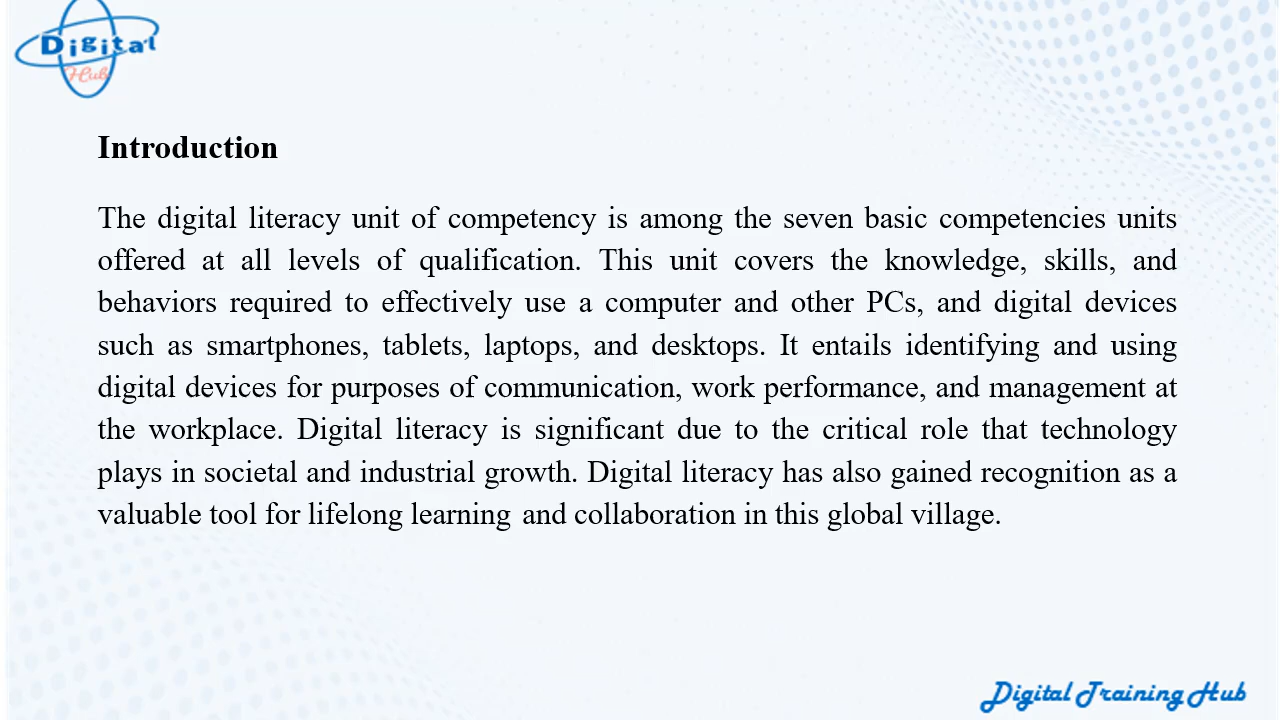 Digital
Hub
Introduction
The digital literacy unit of competency is among the seven basic competencies units
offered at all levels of qualification. This unit covers the knowledge, skills, and
behaviors required to effectively use a computer and other PCs, and digital devices
such as smartphones, tablets, laptops, and desktops. It entails identifying and using
digital devices for purposes of communication, work performance, and management at
the workplace. Digital literacy is significant due to the critical role that technology
plays in societal and industrial growth. Digital literacy has also gained recognition as a
valuable tool for lifelong learning and collaboration in this global village.
Digital Training Hub